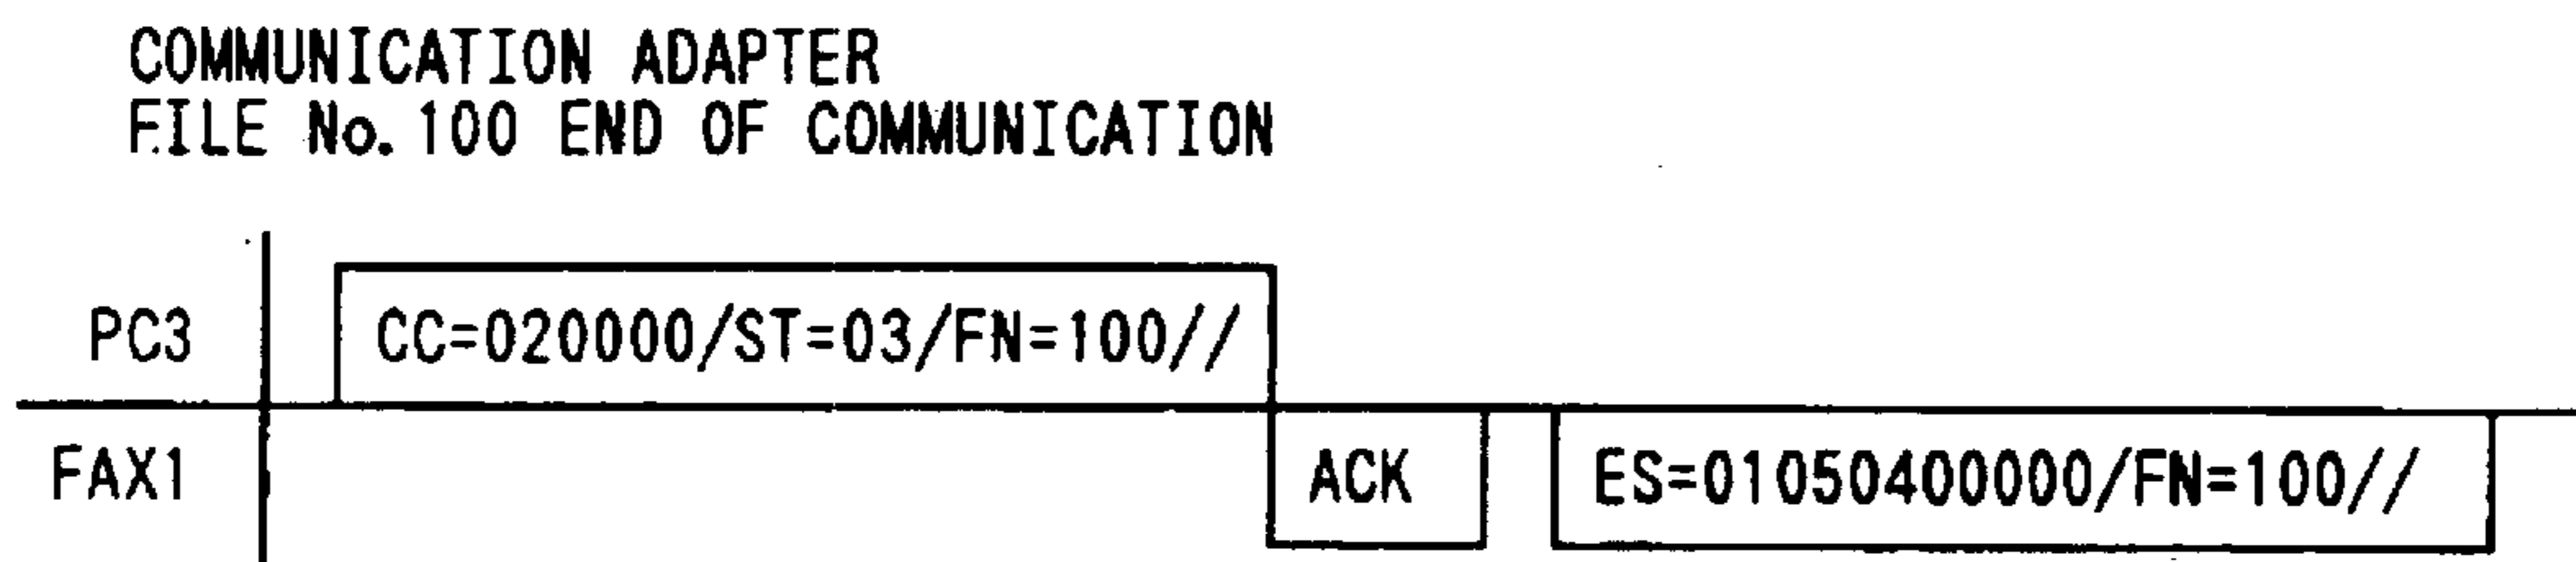 COMMUNICATION ADAPTER
FILE No. 100 END OF COMMUNICATION
PC3 CC=020000/ST=03/FN=100//
FAX1 ACK ES=01050400000/FN=100//